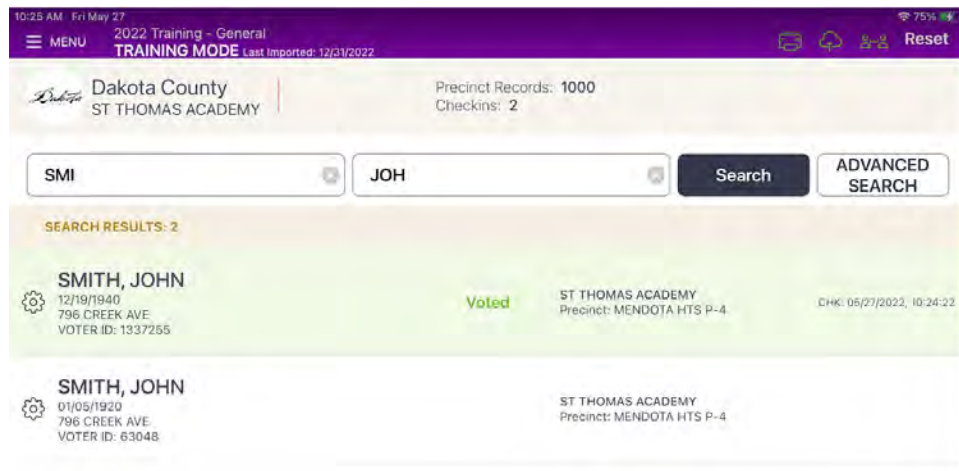 10:25 AM Fri May 27
75%
MENU
2022 Training - General
TRAINING MODE Last Imported: 12/31/2022
Reset
Dakota
Dakota County
ST THOMAS ACADEMY
Precinct Records: 1000
Checkins: 2
SMI
JOH
Search
ADVANCED
SEARCH
SEARCH RESULTS: 2
SMITH, JOHN
12/19/1940
796 CREEK AVE
VOTER ID: 1337255
Voted
ST THOMAS ACADEMY
Precinct: MENDOTA HTS P-4
CHK: 05/27/2022, 10:24:22
SMITH, JOHN
01/05/1920
796 CREEK AVE
VOTER ID: 63048
ST THOMAS ACADEMY
Precinct: MENDOTA HTS P-4